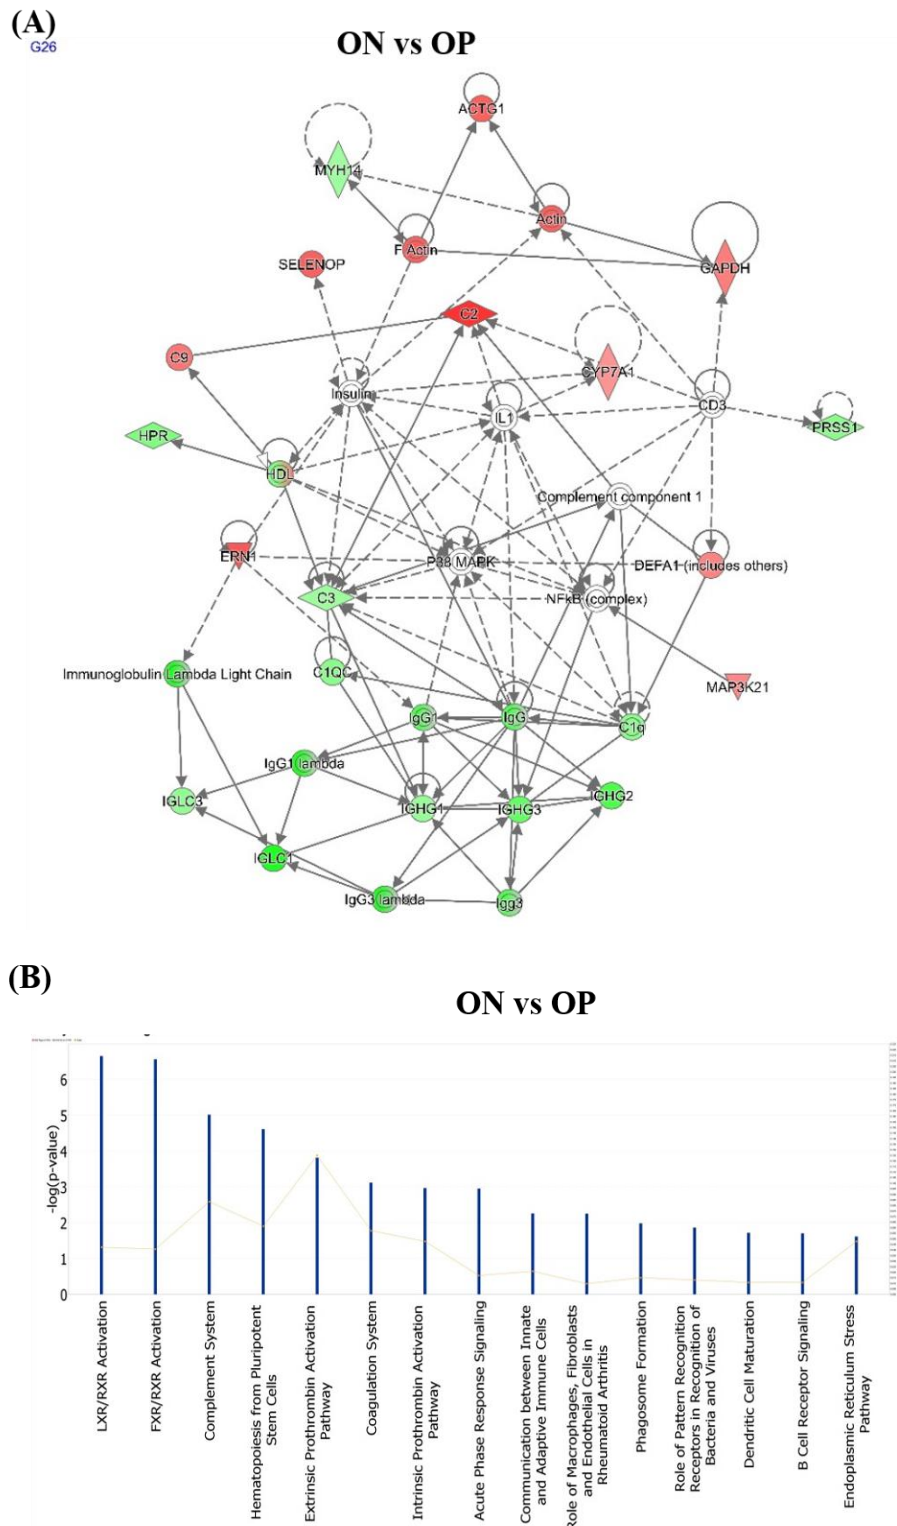 (A)
G26
ON vs OP
ACTG1
MYH14
Actin
F Actin
SELENOP
GAPDH
C2
C9
CYP7A1
Insulin
CD3
IL1
HPR
PRSS1
HDL
Complement component 1
ERN1
P38 MAPK
DEFA1 (includes others)
C3
NFkB (complex)
Immunoglobulin Lambda Light Chain
C1QC
MAP3K21
IgG1
IgG
C1q
IgG1 lambda
IGLC3
IGHG1
IGHG3
IGHG2
IGLC1
IgG3 lambda
Igg3
(B)
ON vs OP
-log(p-value)
6
5
4
3
2
1
0
LXR/RXR Activation
FXR/RXR Activation
Complement System
Hematopoiesis from Pluripotent
Stem Cells
Extrinsic Prothrombin Activation
Pathway
Coagulation System
Intrinsic Prothrombin Activation
Pathway
Acute Phase Response Signaling
Communication between Innate
and Adaptive Immune Cells
Role of Macrophages, Fibroblasts
and Endothelial Cells in
Rheumatoid Arthritis
Phagosome Formation
Role of Pattern Recognition
Receptors in Recognition of
Bacteria and Viruses
Dendritic Cell Maturation
B Cell Receptor Signaling
Endoplasmic Reticulum Stress
Pathway